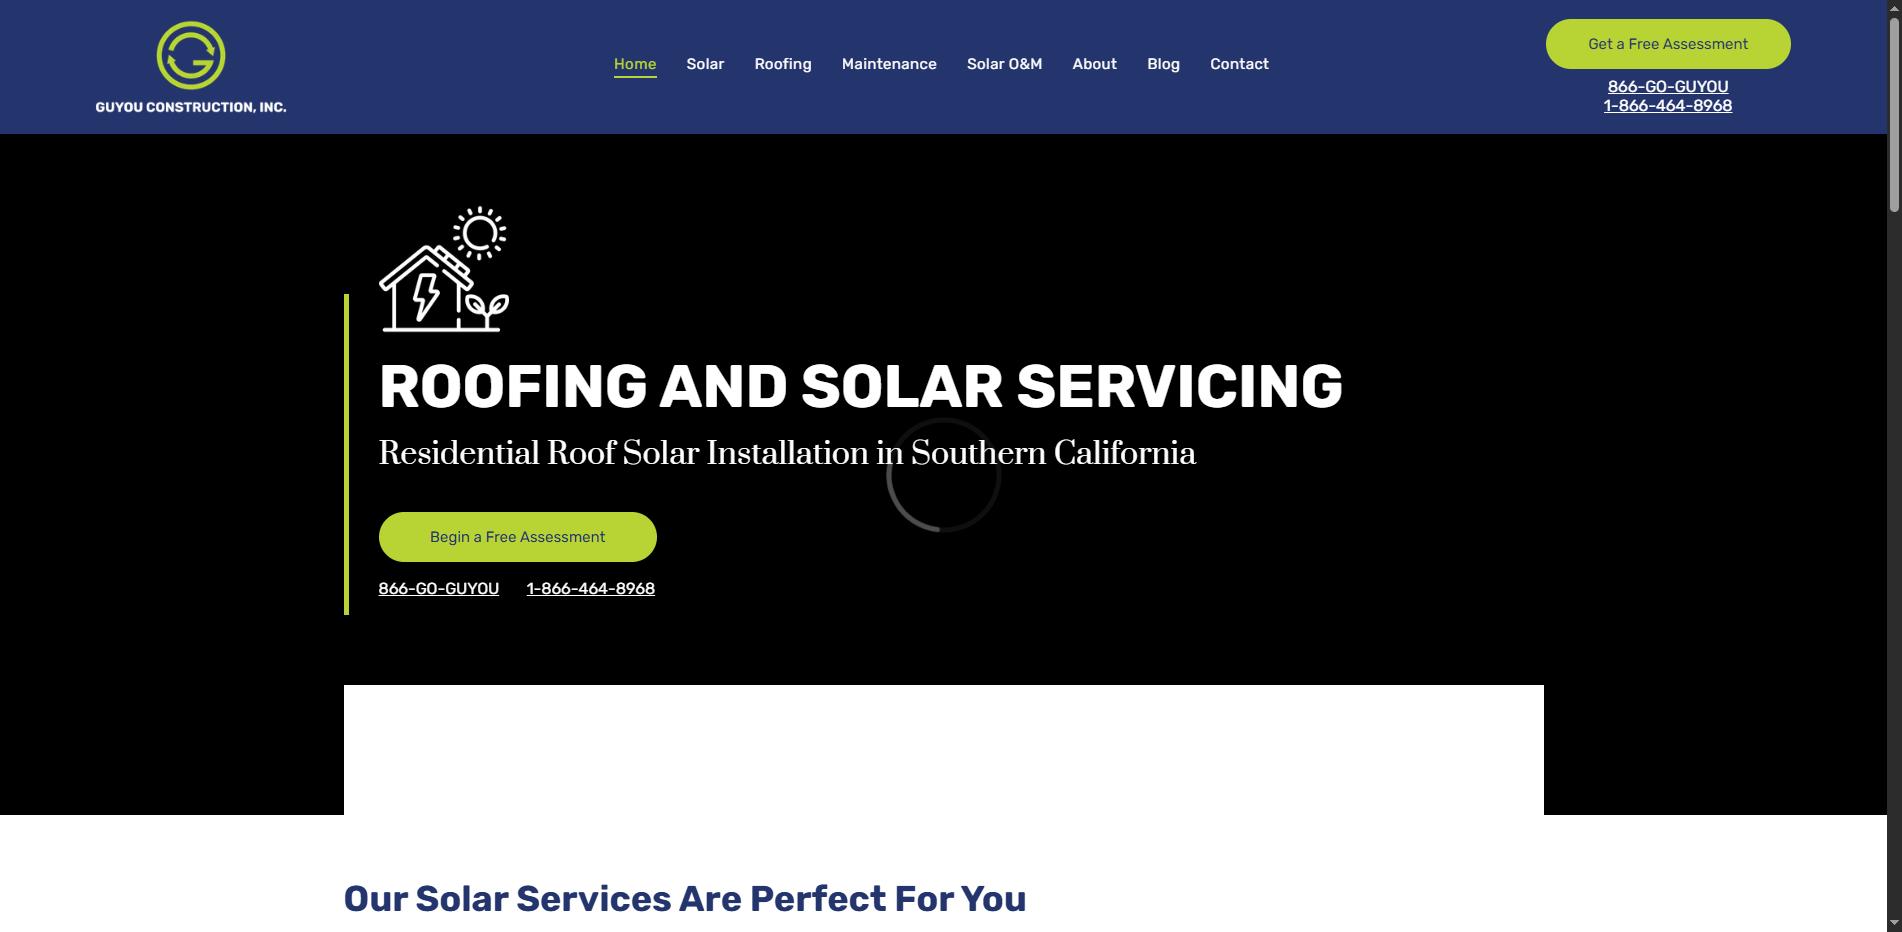 GUYOU CONSTRUCTION, INC.
Home Solar Roofing Maintenance Solar O&M About Blog Contact
Get a Free Assessment
866-GO-GUYOU
1-866-464-8968
ROOFING AND SOLAR SERVICING
Residential Roof Solar Installation in Southern California
Begin a Free Assessment
866-GO-GUYOU 1-866-464-8968
Our Solar Services Are Perfect For You